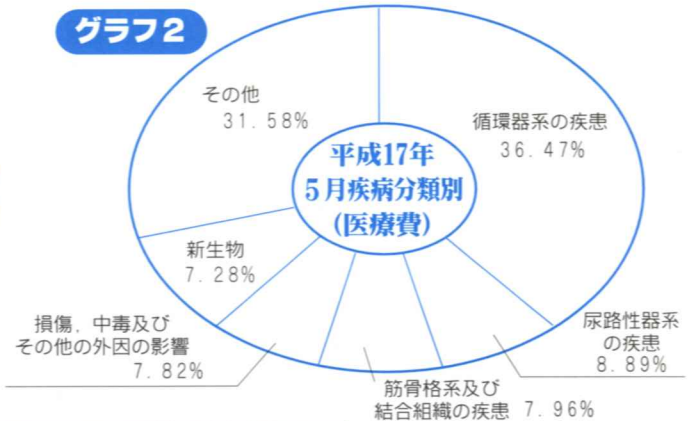 グラフ2
平成17年
5月疾病分類別
(医療費)
循環器系の疾患
36.47%
尿路性器系
の疾患
8.89%
筋骨格系及び
結合組織の疾患 7.96%
損傷,中毒及び
その他の外因の影響
7.82%
新生物
7.28%
その他
31.58%